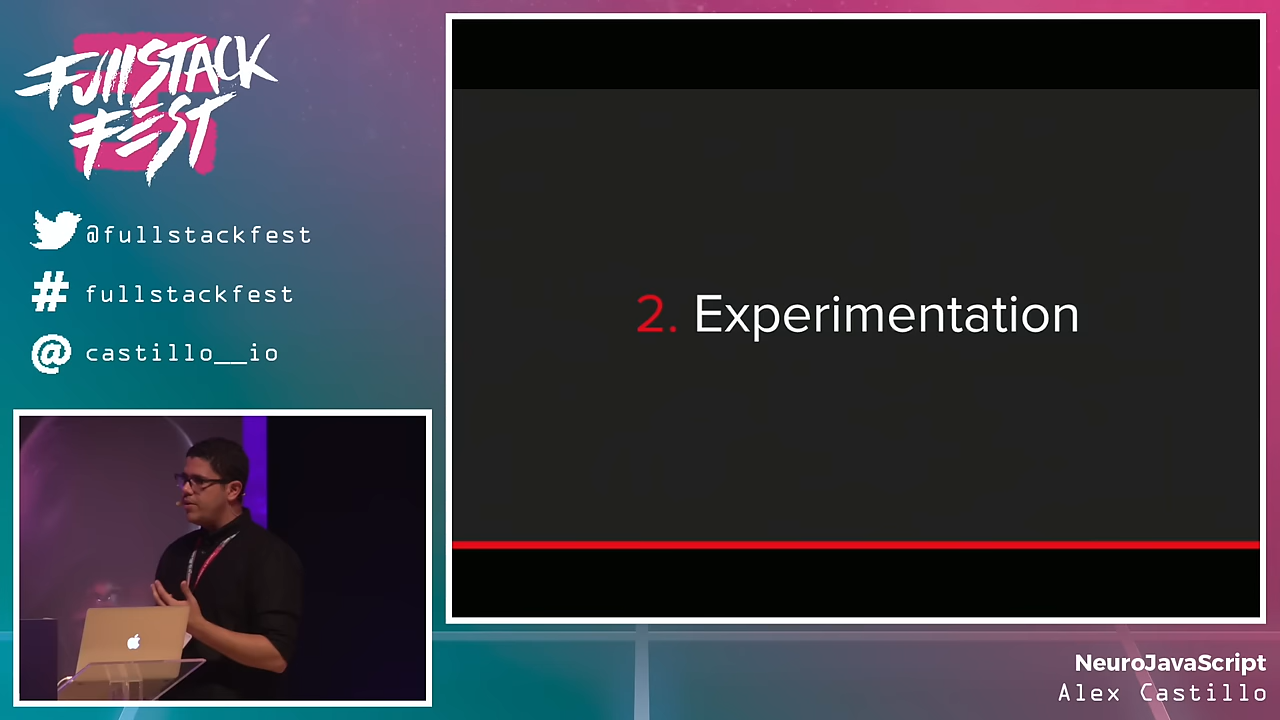 FullSTACK
FEST
@fullstackfest
# fullstackfest
@ castillo__io
2. Experimentation
NeuroJavaScript
Alex Castillo